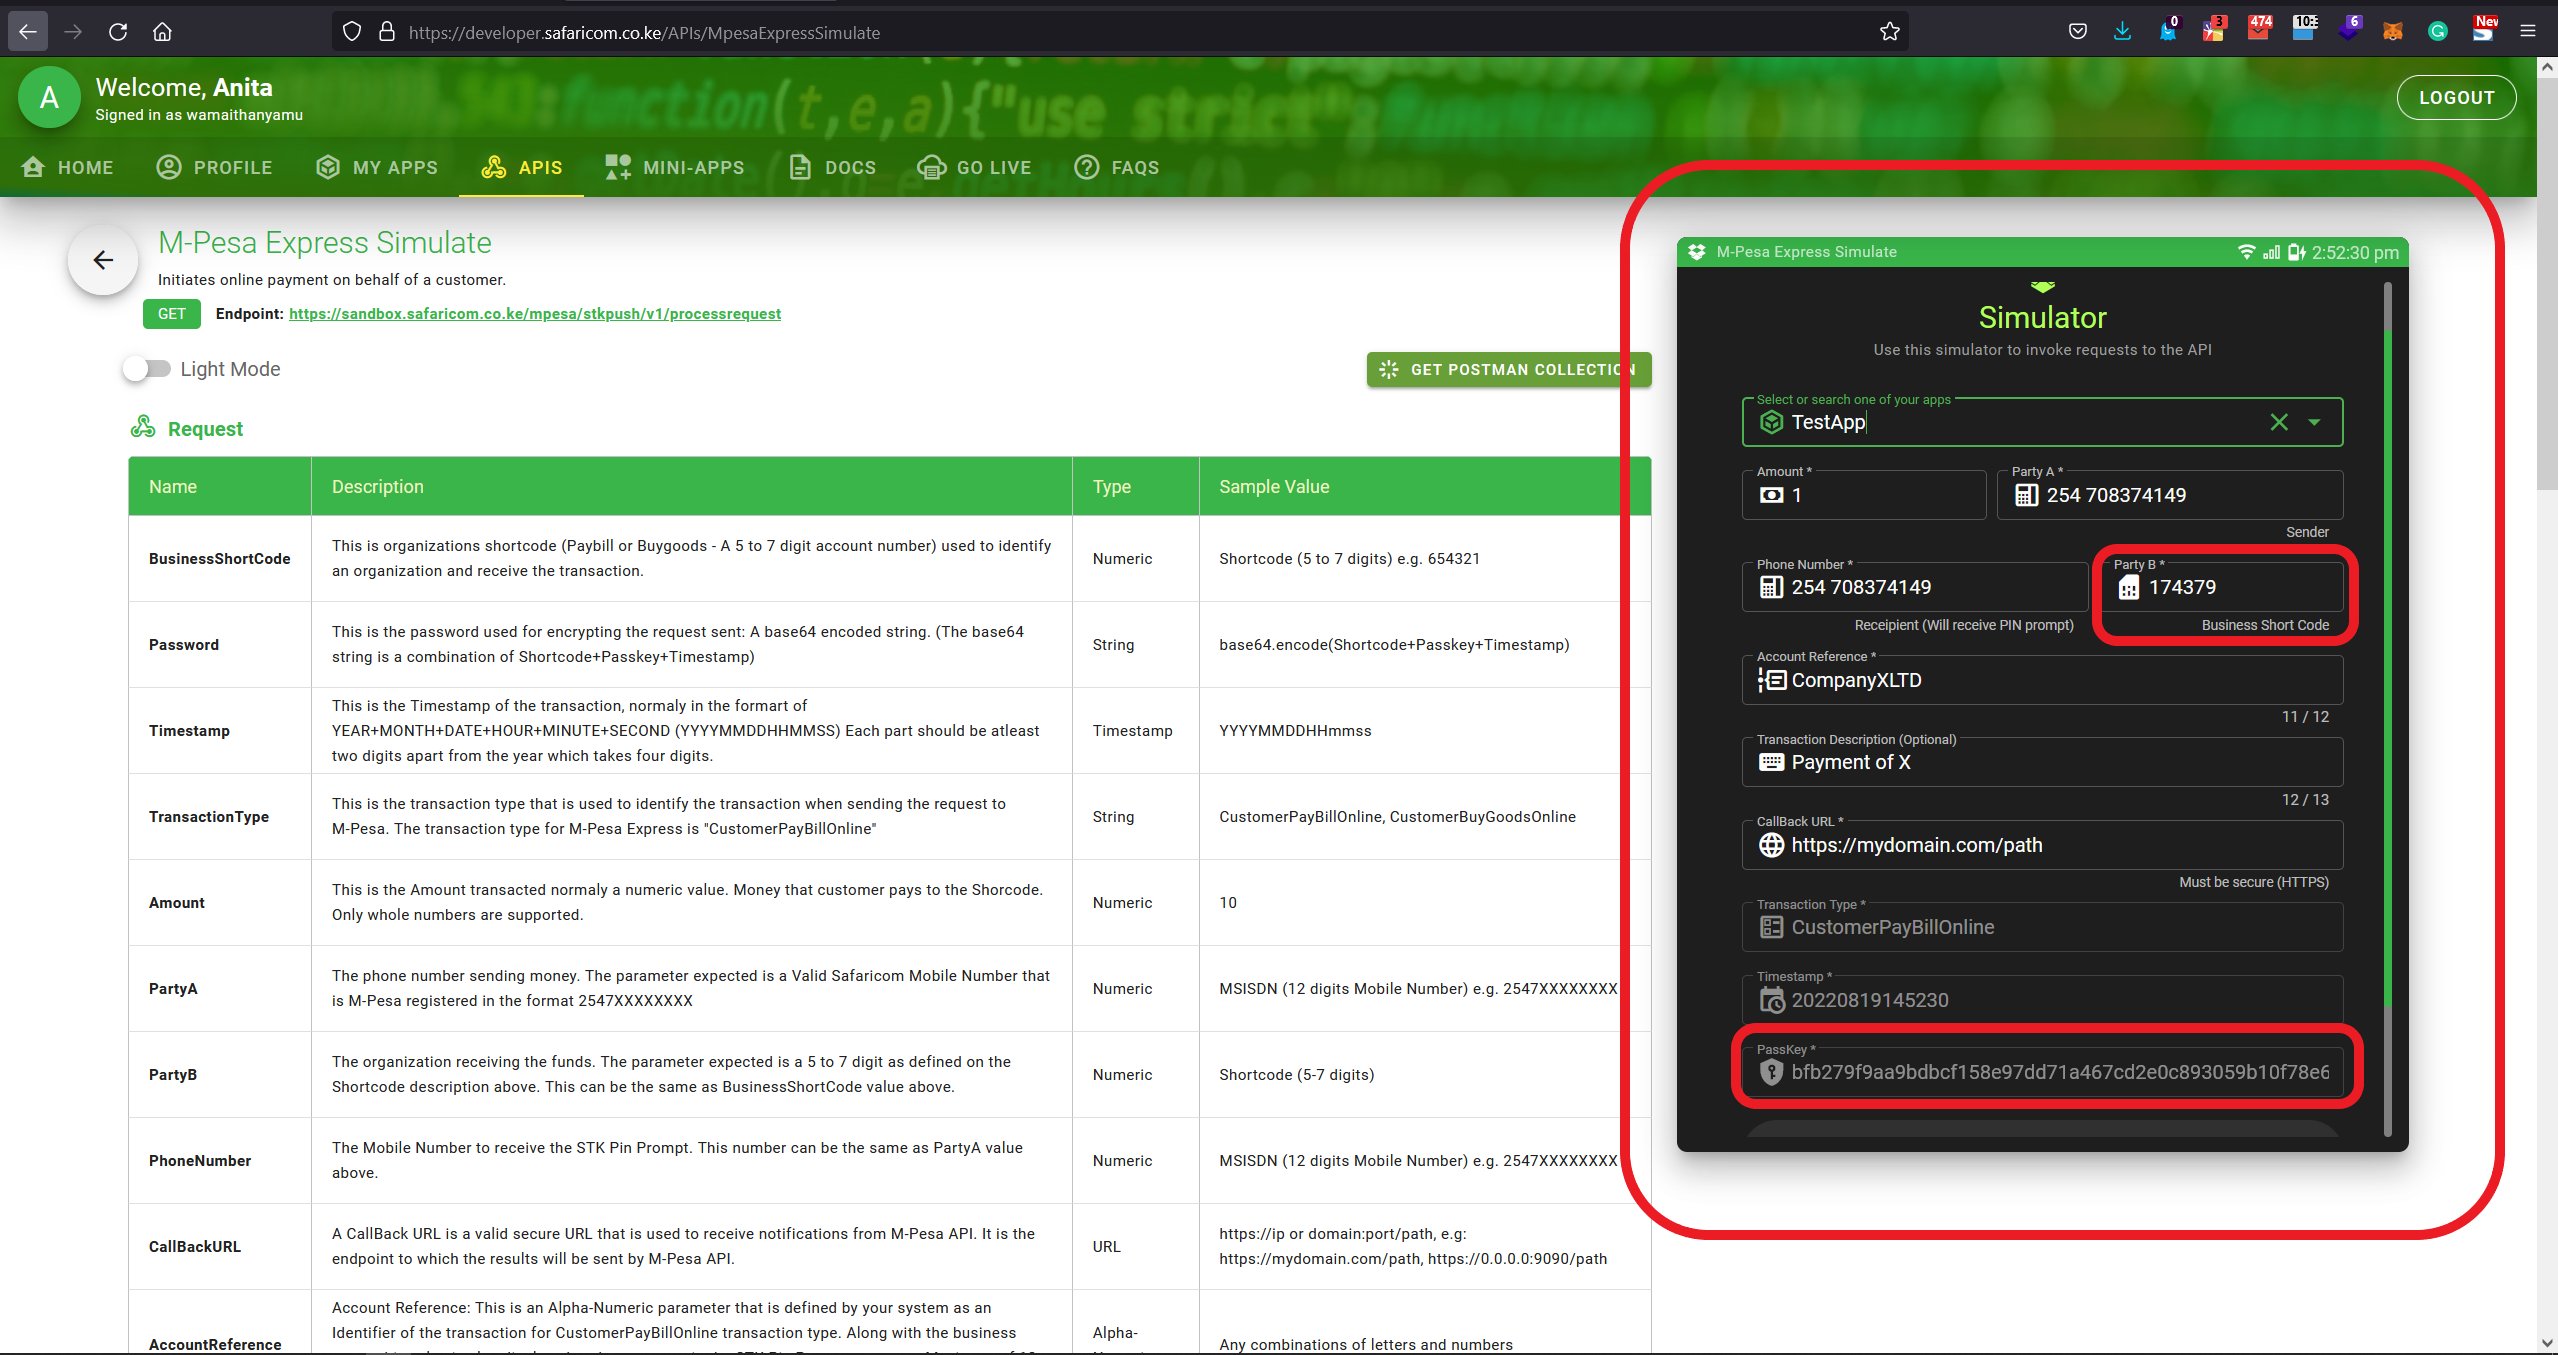 https://developer.safaricom.co.ke/APIs/MpesaExpressSimulate
0
3
474
6
New
A
Welcome, Anita
Signed in as wamaithanyamu
function(t,e,a){"use strict";
LOGOUT
HOME
PROFILE
MY APPS
APIS
MINI-APPS
DOCS
GO LIVE
FAQS
M-Pesa Express Simulate
Initiates online payment on behalf of a customer.
GET
Endpoint: https://sandbox.safaricom.co.ke/mpesa/stkpush/v1/processrequest
Light Mode
GET POSTMAN COLLECTION
Request
Name
Description
Type
Sample Value
BusinessShortCode
This is organizations shortcode (Paybill or Buygoods - A 5 to 7 digit account number) used to identify
an organization and receive the transaction.
Numeric
Shortcode (5 to 7 digits) e.g. 654321
Password
This is the password used for encrypting the request sent: A base64 encoded string. (The base64
string is a combination of Shortcode+Passkey+Timestamp)
String
base64.encode(Shortcode+Passkey+Timestamp)
Timestamp
This is the Timestamp of the transaction, normaly in the formart of
YEAR+MONTH+DATE+HOUR+MINUTE+SECOND (YYYYMMDDHHMMSS) Each part should be atleast
two digits apart from the year which takes four digits.
Timestamp
YYYYMMDDHHmmss
TransactionType
This is the transaction type that is used to identify the transaction when sending the request to
M-Pesa. The transaction type for M-Pesa Express is "CustomerPayBillOnline"
String
CustomerPayBillOnline, CustomerBuyGoodsOnline
Amount
This is the Amount transacted normaly a numeric value. Money that customer pays to the Shorcode.
Only whole numbers are supported.
Numeric
10
PartyA
The phone number sending money. The parameter expected is a Valid Safaricom Mobile Number that
is M-Pesa registered in the format 2547XXXXXXXX
Numeric
MSISDN (12 digits Mobile Number) e.g. 2547XXXXXXXX
PartyB
The organization receiving the funds. The parameter expected is a 5 to 7 digit as defined on the
Shortcode description above. This can be the same as BusinessShortCode value above.
Numeric
Shortcode (5-7 digits)
PhoneNumber
The Mobile Number to receive the STK Pin Prompt. This number can be the same as PartyA value
above.
Numeric
MSISDN (12 digits Mobile Number) e.g. 2547XXXXXXXX
CallBackURL
A CallBack URL is a valid secure URL that is used to receive notifications from M-Pesa API. It is the
endpoint to which the results will be sent by M-Pesa API.
URL
https://ip or domain:port/path, e.g:
https://mydomain.com/path, https://0.0.0.0:9090/path
AccountReference
Account Reference: This is an Alpha-Numeric parameter that is defined by your system as an
Identifier of the transaction for CustomerPayBillOnline transaction type. Along with the business
Alpha-
Any combinations of letters and numbers
M-Pesa Express Simulate
2:52:30 pm
Simulator
Use this simulator to invoke requests to the API
Select or search one of your apps
TestApp
Amount *
1
Party A *
254 708374149
Sender
Phone Number *
254 708374149
Receipient (Will receive PIN prompt)
Party B *
174379
Business Short Code
Account Reference *
CompanyXLTD
11 / 12
Transaction Description (Optional)
Payment of X
12 / 13
CallBack URL *
https://mydomain.com/path
Must be secure (HTTPS)
Transaction Type *
CustomerPayBillOnline
Timestamp *
20220819145230
PassKey *
bfb279f9aa9bdbcf158e97dd71a467cd2e0c893059b10f78e6